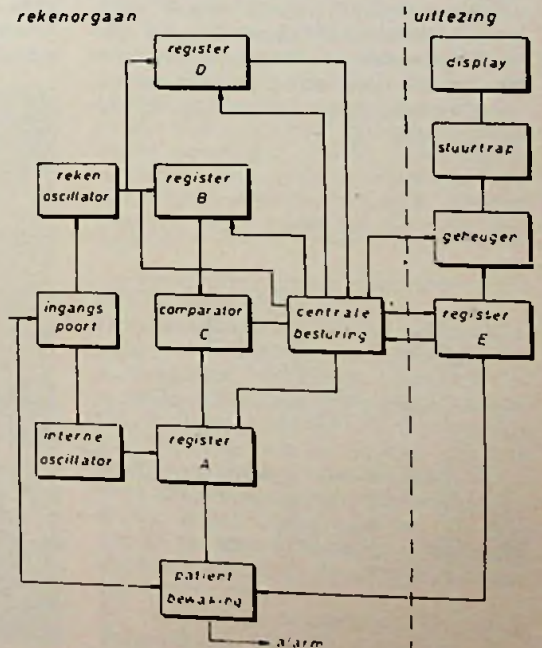 rekenorgaan
uitlezing
register
D
display
stuurtrap
reken
oscillator
register
B
geheugen
ingangs
poort
comparator
C
centrale
besturing
register
E
interne
oscillator
register
A
patient
bewaking
alarm